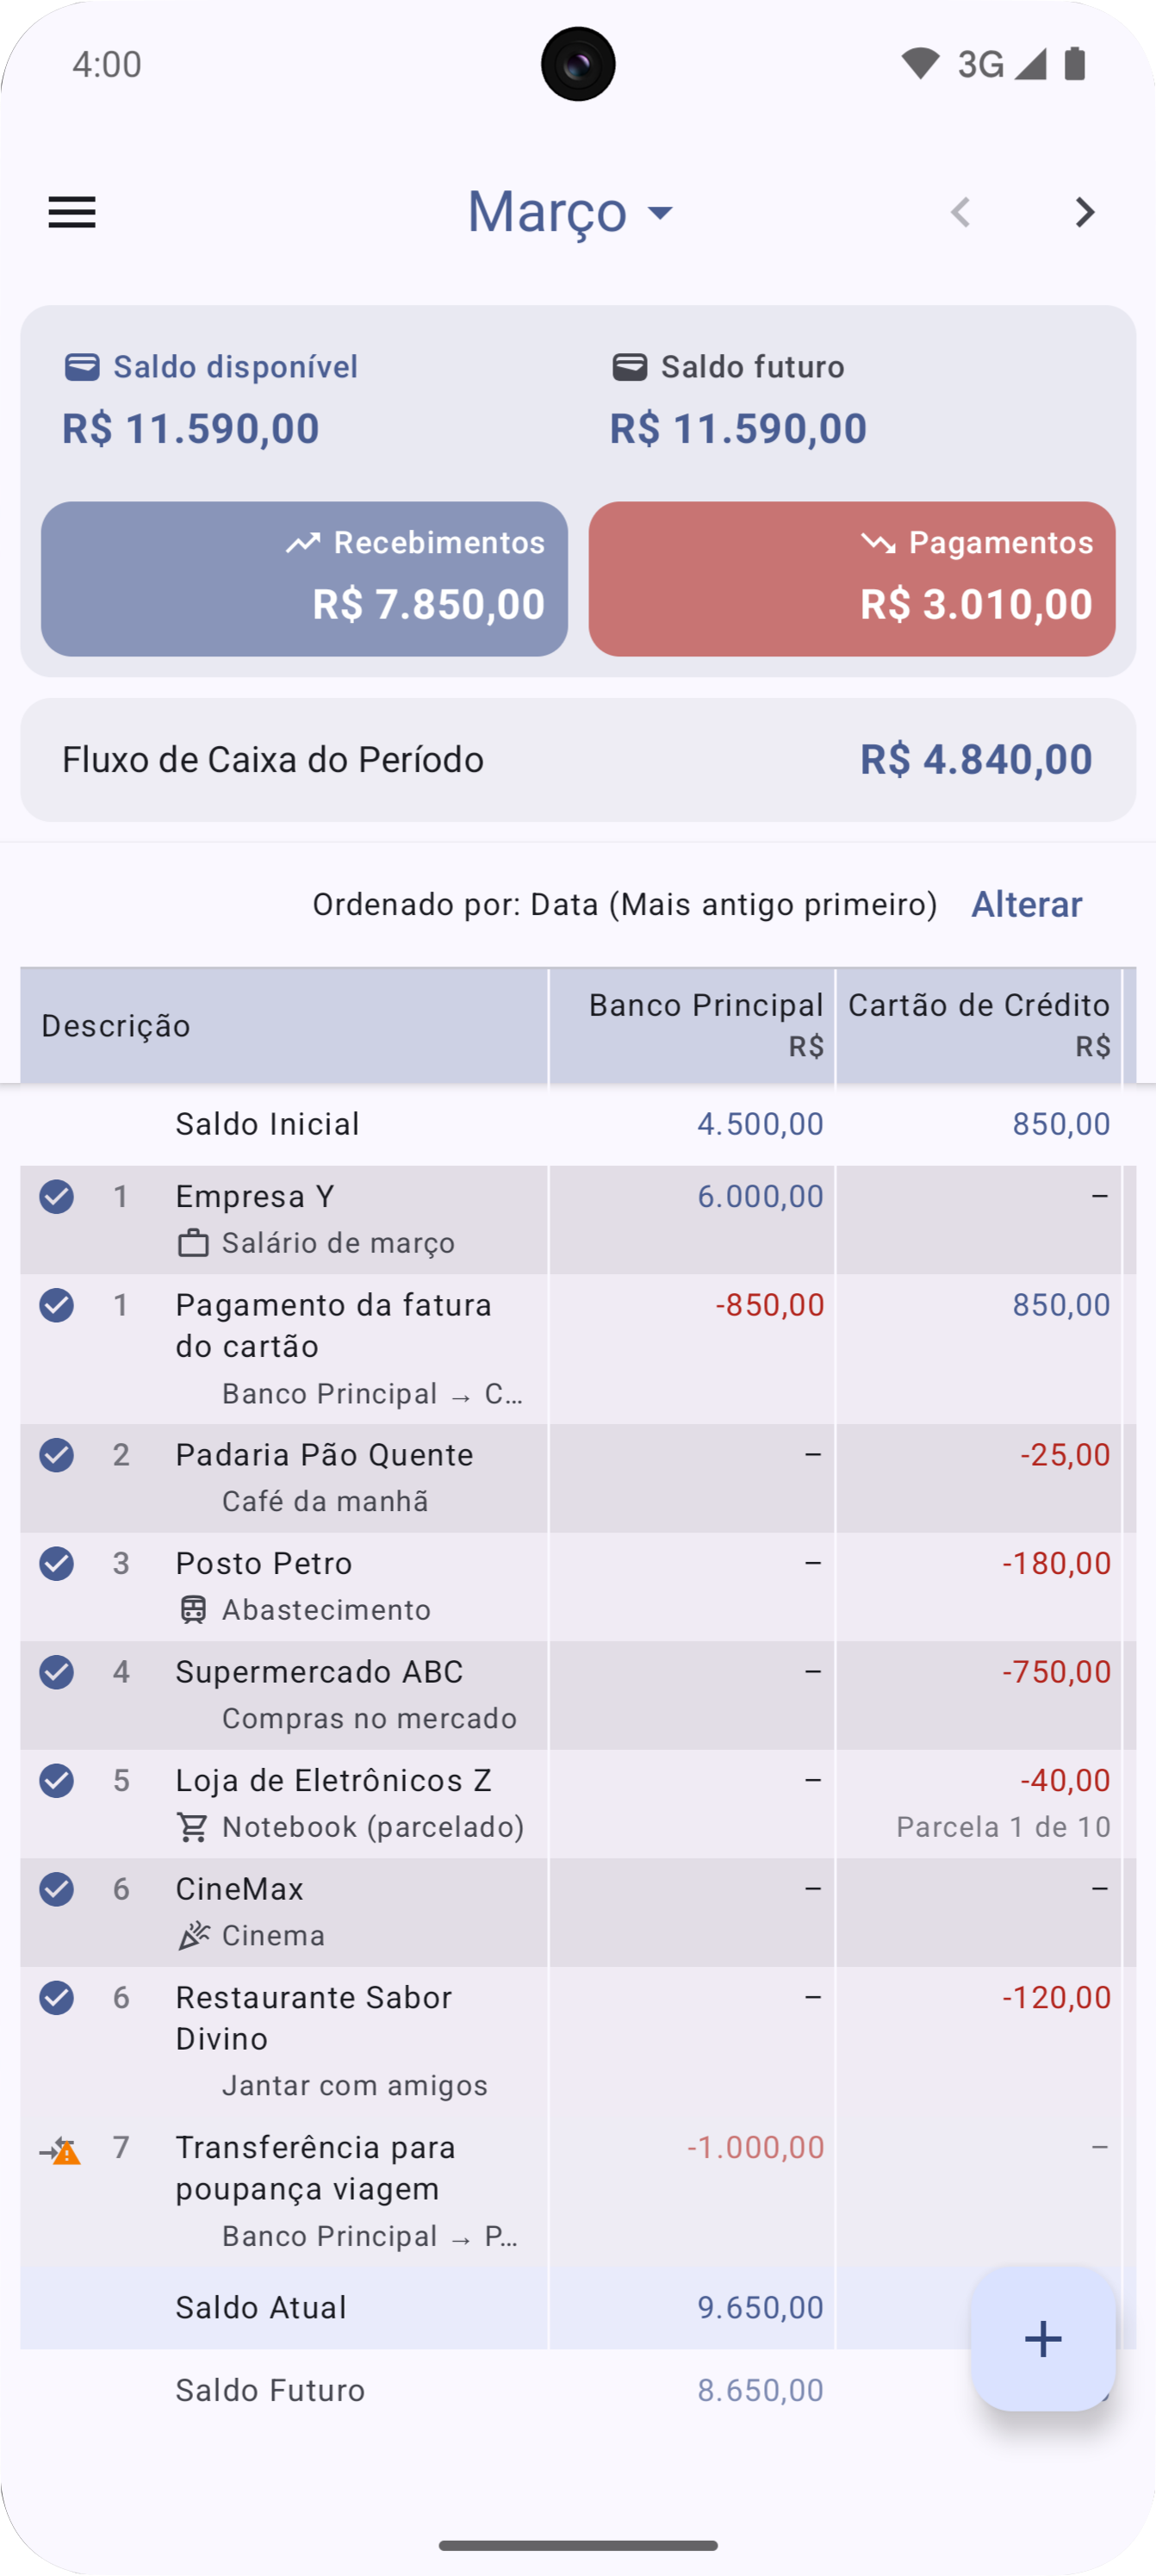 4:00
3G
Março
Saldo disponível
Saldo futuro
R$ 11.590,00
R$ 11.590,00
Recebimentos
Pagamentos
R$ 7.850,00
R$ 3.010,00
Fluxo de Caixa do Período
R$ 4.840,00
Ordenado por: Data (Mais antigo primeiro) Alterar
Descrição
Banco Principal
R$
Cartão de Crédito
R$
Saldo Inicial 4.500,00 850,00
1 Empresa Y 6.000,00 –
Salário de março
1 Pagamento da fatura -850,00 850,00
do cartão
Banco Principal → C...
2 Padaria Pão Quente – -25,00
Café da manhã
3 Posto Petro – -180,00
Abastecimento
4 Supermercado ABC – -750,00
Compras no mercado
5 Loja de Eletrônicos Z – -40,00
Notebook (parcelado) Parcela 1 de 10
6 CineMax – –
Cinema
6 Restaurante Sabor – -120,00
Divino
Jantar com amigos
7 Transferência para -1.000,00 –
poupança viagem
Banco Principal → P...
Saldo Atual 9.650,00
Saldo Futuro 8.650,00